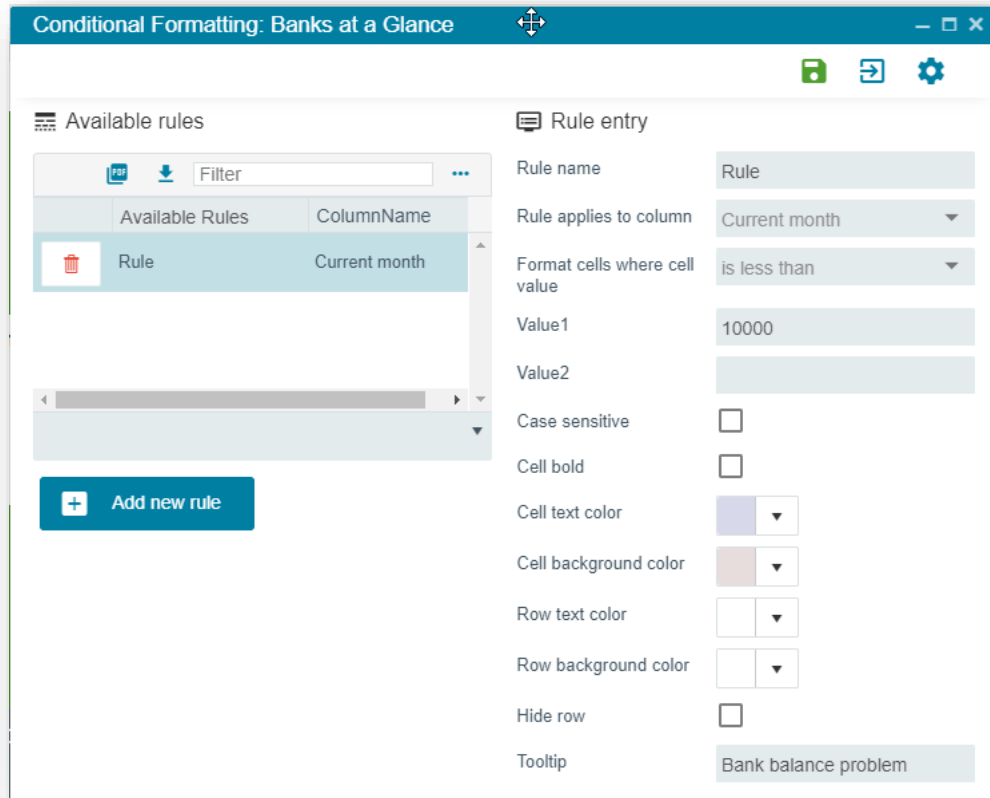 Conditional Formatting: Banks at a Glance
Available rules
PDF
Filter
Available Rules ColumnName
Rule Current month
Add new rule
Rule entry
Rule name Rule
Rule applies to column Current month
Format cells where cell
value
is less than
Value1 10000
Value2
Case sensitive
Cell bold
Cell text color
Cell background color
Row text color
Row background color
Hide row
Tooltip Bank balance problem